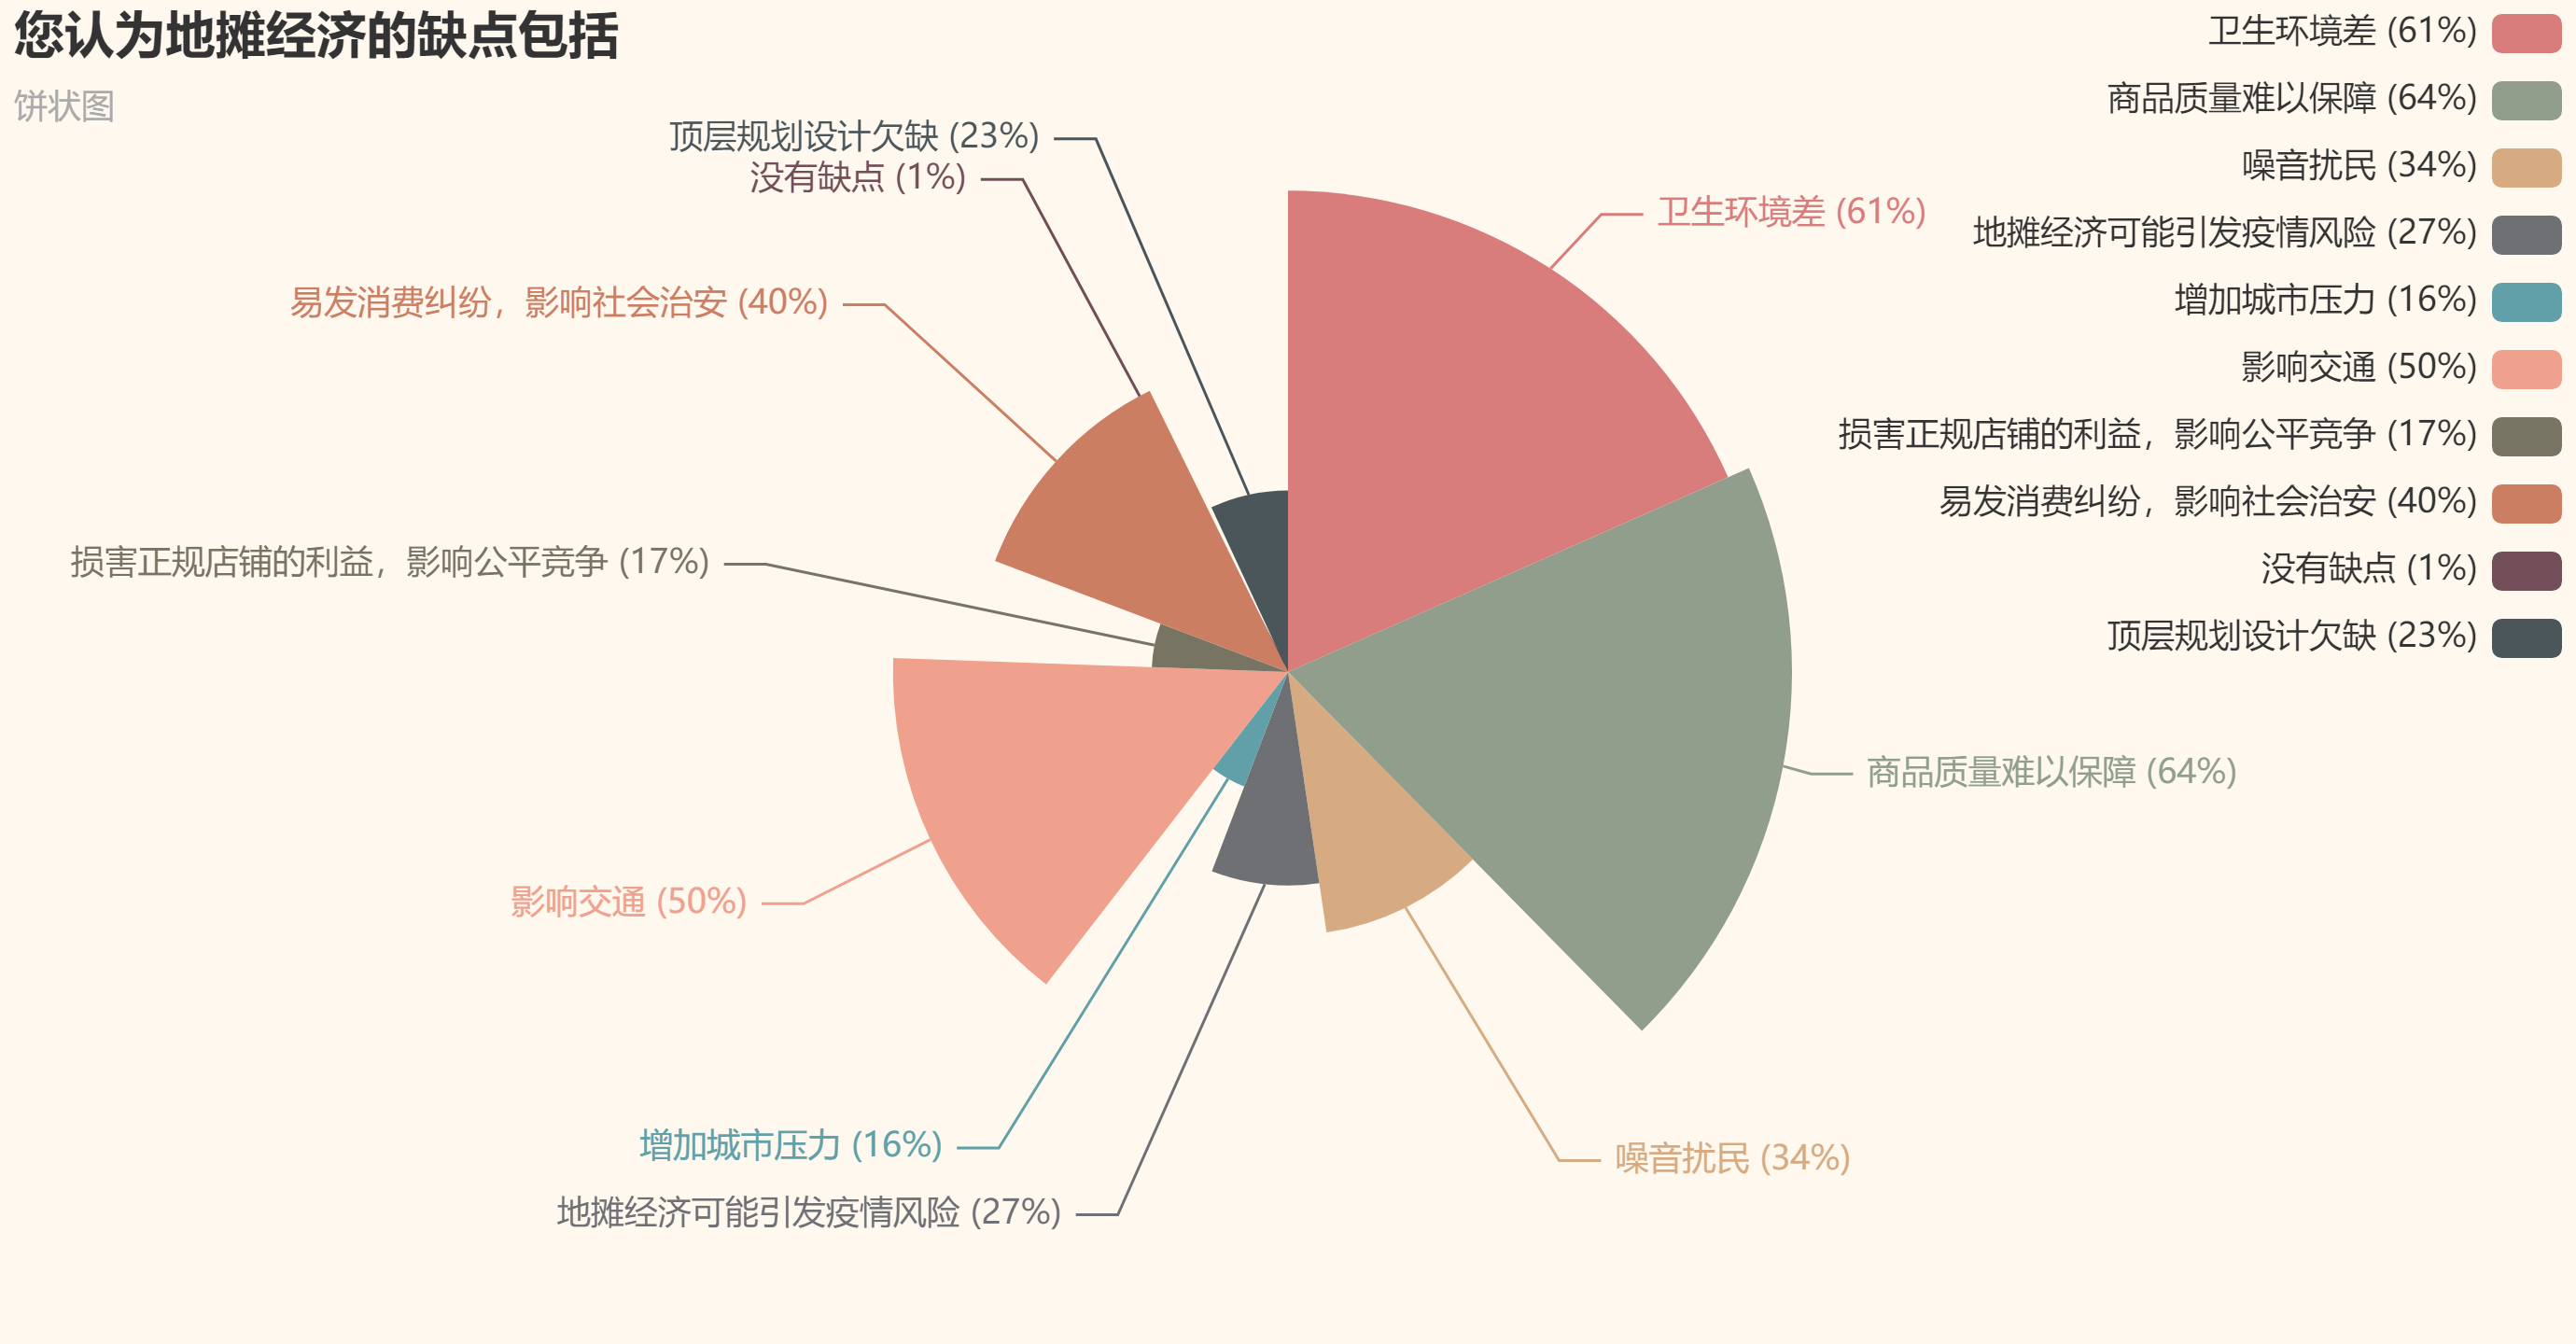 您认为地摊经济的缺点包括
饼状图
卫生环境差 (61%)
商品质量难以保障 (64%)
噪音扰民 (34%)
地摊经济可能引发疫情风险 (27%)
增加城市压力 (16%)
影响交通 (50%)
损害正规店铺的利益，影响公平竞争 (17%)
易发消费纠纷，影响社会治安 (40%)
没有缺点 (1%)
顶层规划设计欠缺 (23%)
顶层规划设计欠缺 (23%)
没有缺点 (1%)
卫生环境差 (61%)
易发消费纠纷，影响社会治安 (40%)
损害正规店铺的利益，影响公平竞争 (17%)
商品质量难以保障 (64%)
影响交通 (50%)
增加城市压力 (16%)
噪音扰民 (34%)
地摊经济可能引发疫情风险 (27%)